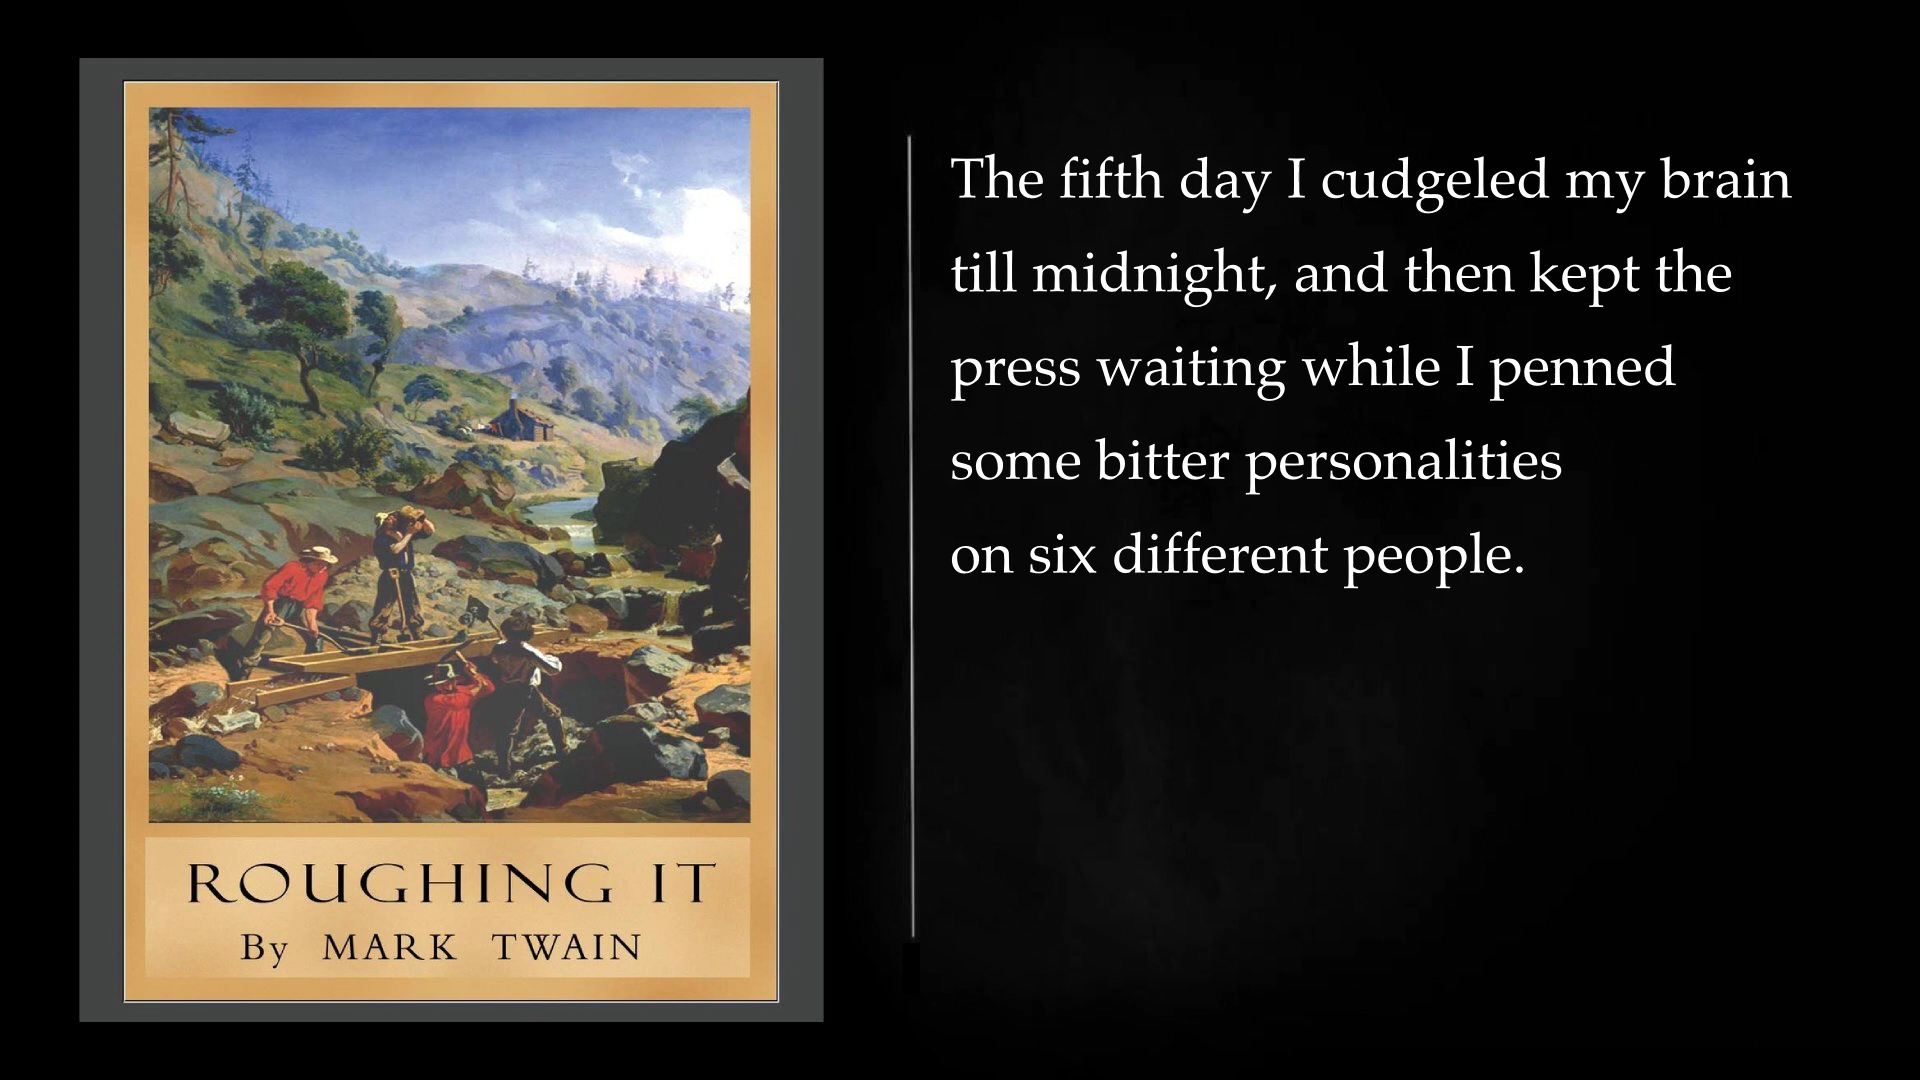 ROUGHING IT
By MARK TWAIN
The fifth day I cudgeled my brain
till midnight, and then kept the
press waiting while I penned
some bitter personalities
on six different people.